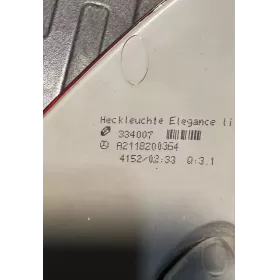 Heckleuchte Elegance li
334007
A2118200364
4152/02:33 Q:3.1